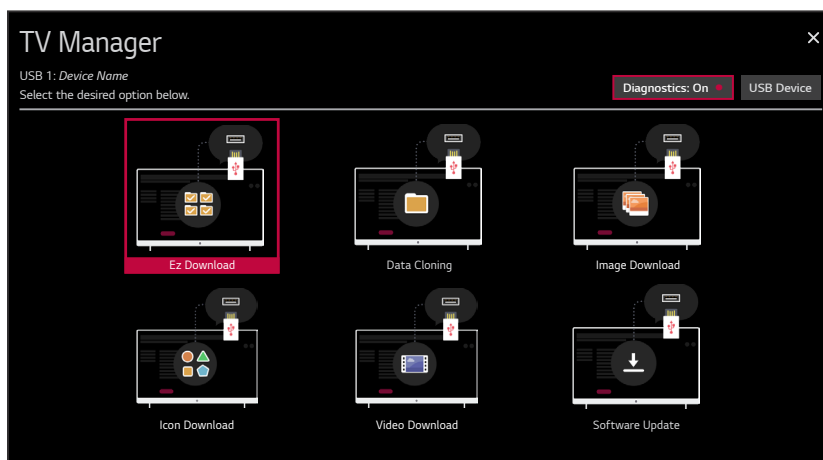 TV Manager
USB 1: Device Name
Select the desired option below.
Diagnostics: On
USB Device
Ez Download
Data Cloning
Image Download
Icon Download
Video Download
Software Update